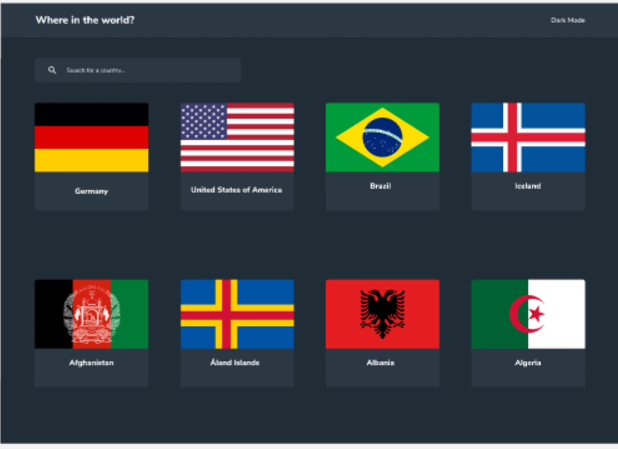 Where in the world?
Dark Mode
Search for a country...
Germany
United States of America
Brazil
Iceland
Afghanistan
Åland Islands
Albania
Algeria